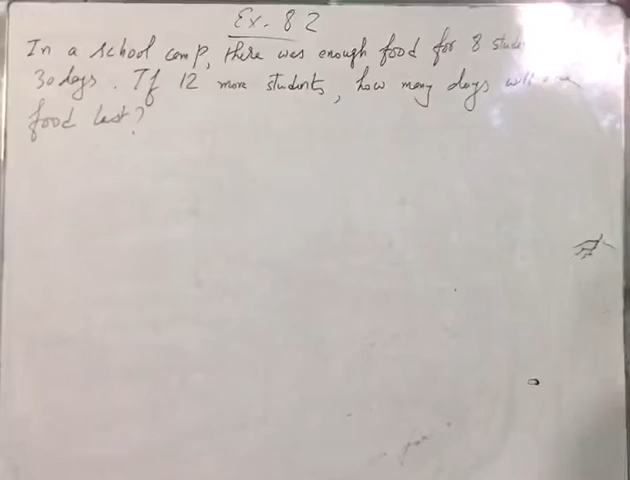 Ex. 8 2
In a school camp, there was enough food for 8 stude
30 days. If 12 more students, how many days will
food last?